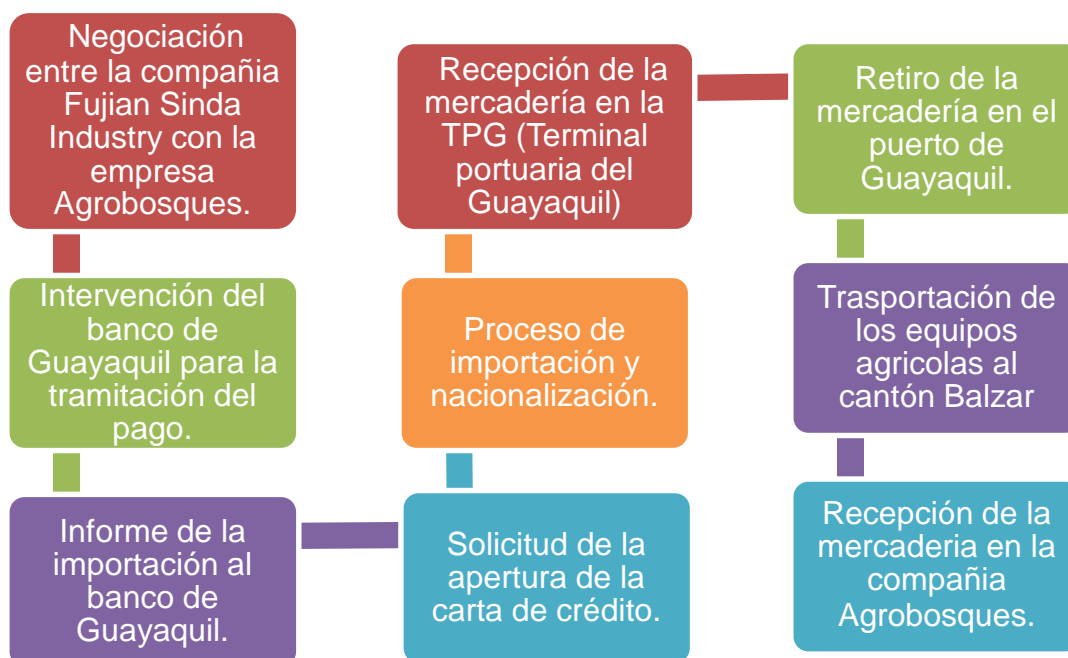 Negociación
entre la compañia
Fujian Sinda
Industry con la
empresa
Agrobosques.
Intervención del
banco de
Guayaquil para la
tramitación del
pago.
Informe de la
importación al
banco de
Guayaquil.
Solicitud de la
apertura de la
carta de crédito.
Proceso de
importación y
nacionalización.
Recepción de la
mercadería en la
TPG (Terminal
portuaria del
Guayaquil)
Retiro de la
mercadería en el
puerto de
Guayaquil.
Trasportación de
los equipos
agricolas al
cantón Balzar
Recepción de la
mercaderia en la
compañia
Agrobosques.